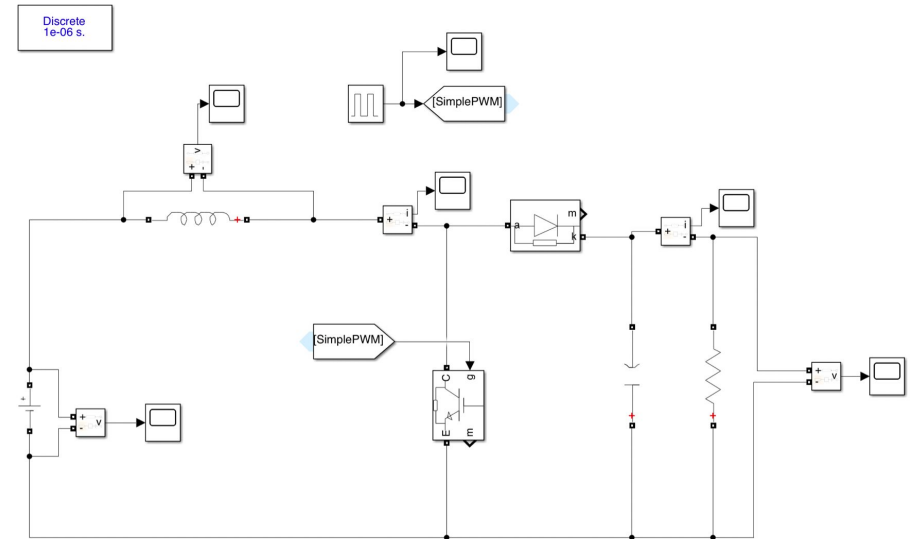 Discrete
1e-06 s.
[SimplePWM]
v
+ -
+
i
+
-
i
+
-
a
m
k
[SimplePWM]
C
g
E
m
+
+
-
v
+
-
v
+
+
+